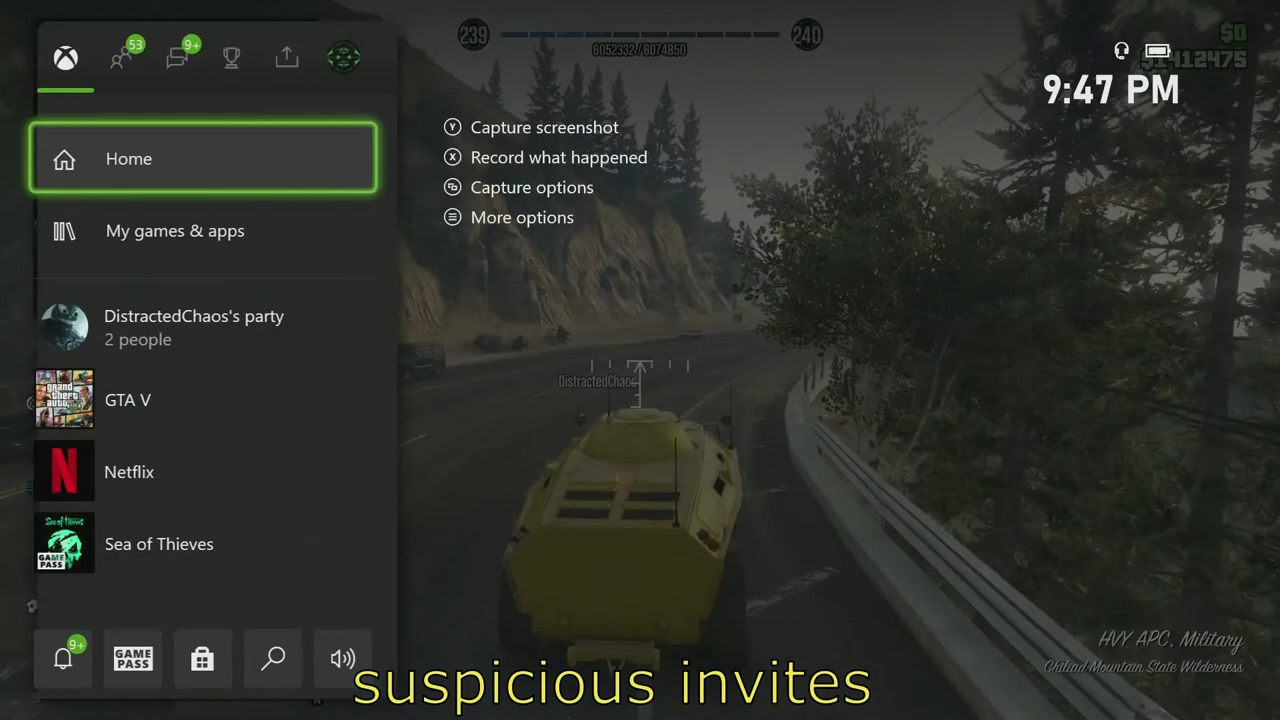 53
9+
239
240
6052332/6074850
$0
$1412475
9:47 PM
Capture screenshot
Record what happened
Capture options
More options
Home
My games & apps
DistractedChaos's party
2 people
GTA V
Netflix
Sea of Thieves
DistractedChaos
9+
GAME PASS
HVY APC, Military
Chiliad Mountain State Wilderness
suspicious invites